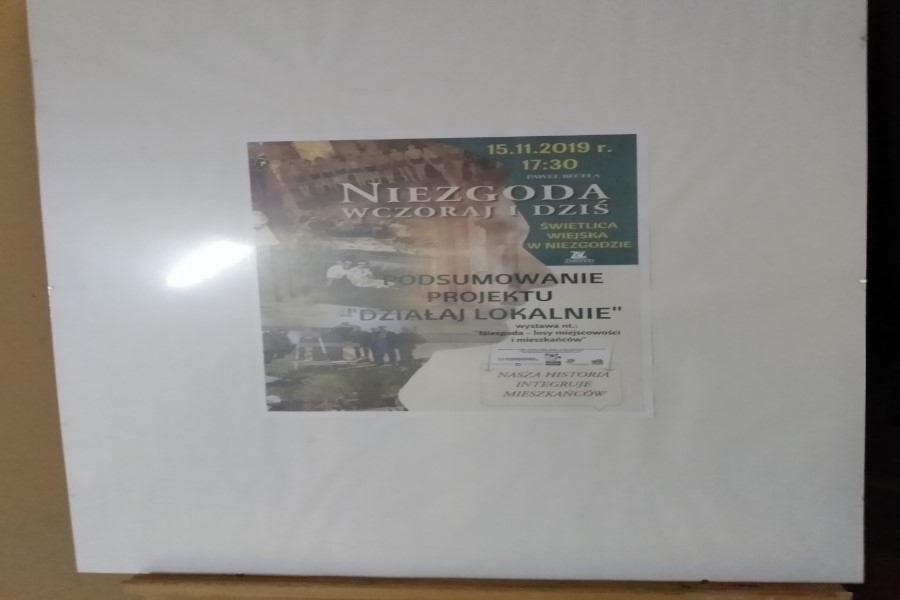 15.11.2019 r.
17:30
PAWEŁ BECELA
NIEZGODA
WCZORAJ I DZIŚ
ŚWIETLICA
WIEJSKA
W NIEZGODZIE
PODSUMOWANIE
PROJEKTU
"DZIAŁAJ LOKALNIE"
wystawa nt.:
"Niezgoda – losy miejscowości
i mieszkańców"
NASZA HISTORIA
INTEGRUJE
MIESZKAŃCÓW